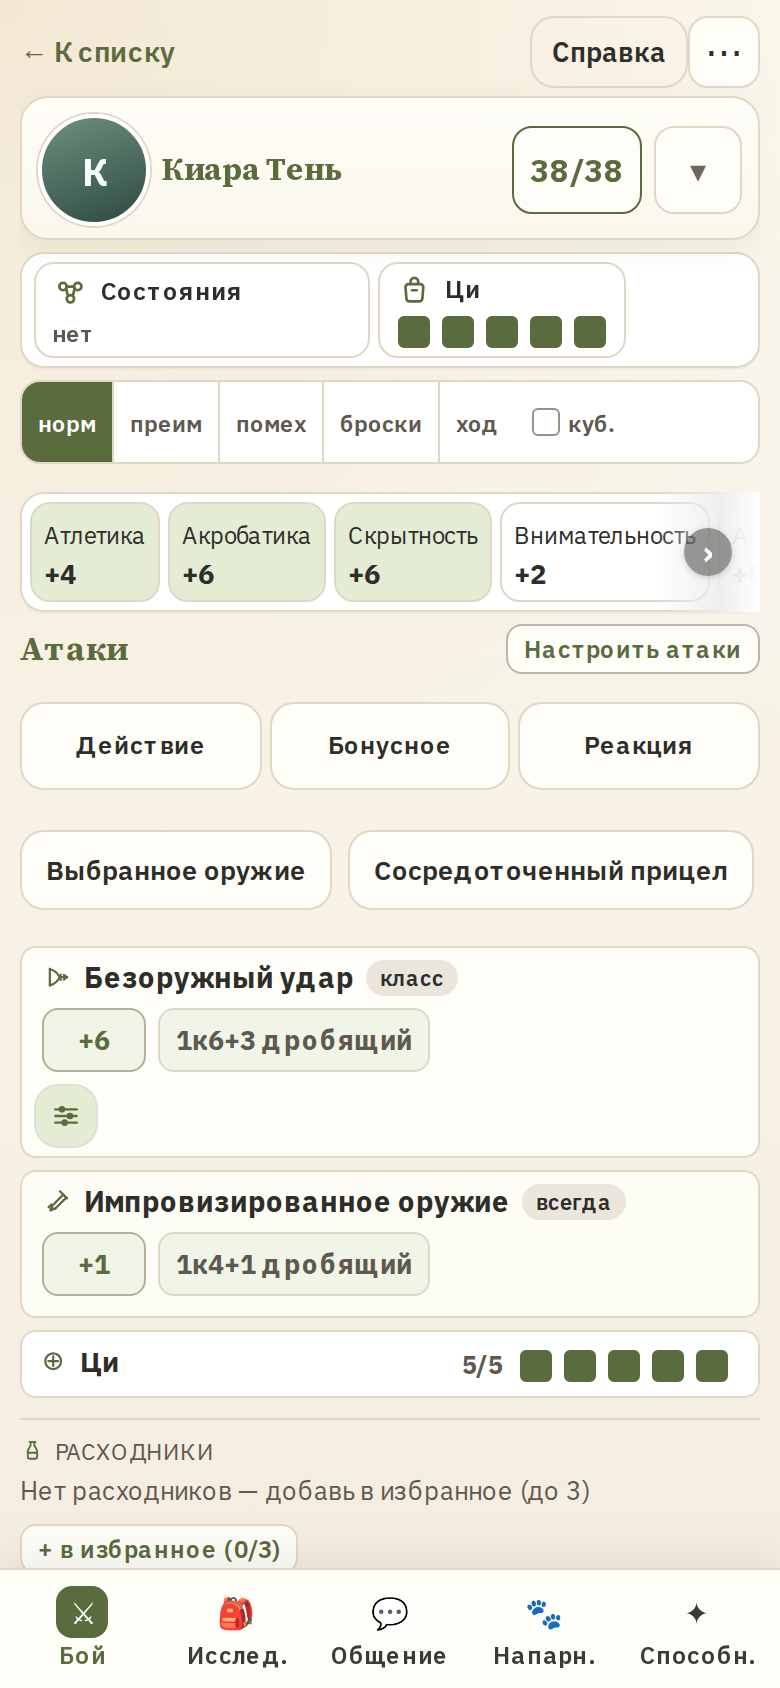 ← К списку
Справка
...
К
Киара Тень
38/38
▼
Состояния
нет
Ци
норм
преим
помех
броски
ход
куб.
Атлетика
+4
Акробатика
+6
Скрытность
+6
Внимательность
+2
›
Атаки
Настроить атаки
Действие
Бонусное
Реакция
Выбранное оружие
Сосредоточенный прицел
Безоружный удар
класс
+6
1к6+3 дробящий
Импровизированное оружие
всегда
+1
1к4+1 дробящий
Ци
5/5
РАСХОДНИКИ
Нет расходников — добавь в избранное (до 3)
+ в избранное (0/3)
Бой
Исслед.
Общение
Напарн.
Способн.